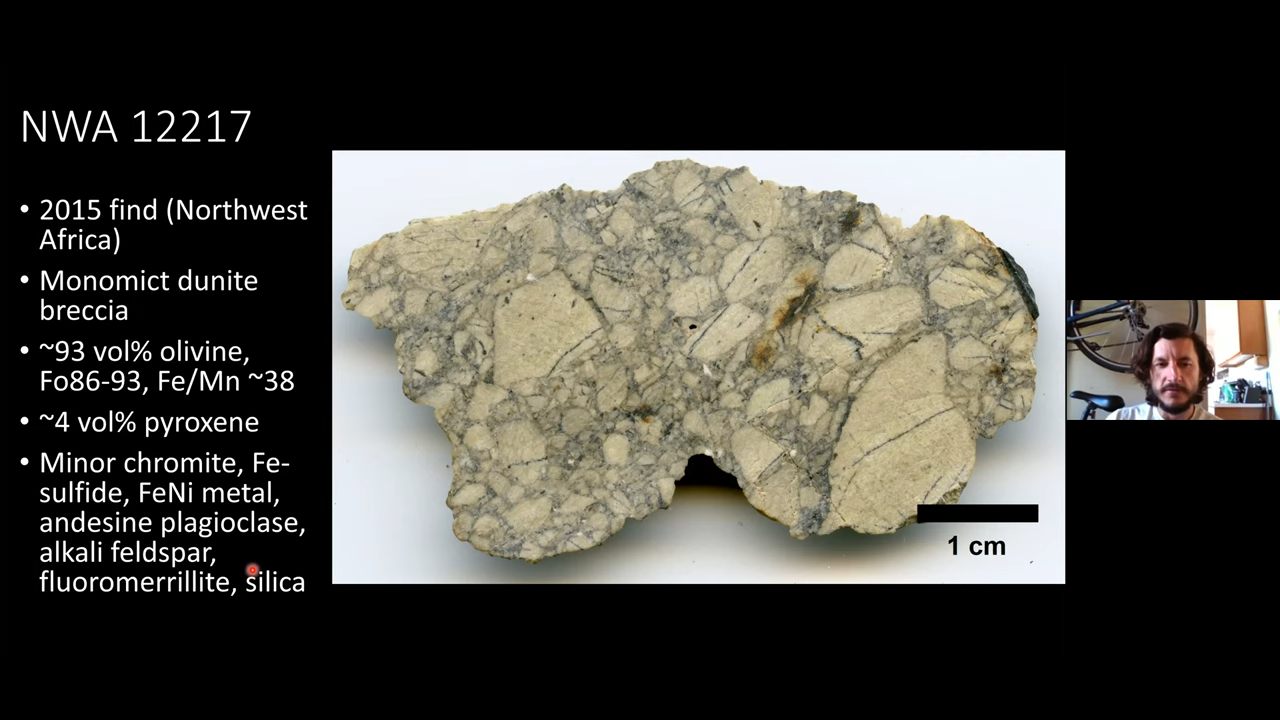 NWA 12217
• 2015 find (Northwest
Africa)
• Monomict dunite
breccia
• ~93 vol% olivine,
Fo86-93, Fe/Mn ~38
• ~4 vol% pyroxene
• Minor chromite, Fe-
sulfide, FeNi metal,
andesine plagioclase,
alkali feldspar,
fluoromerrillite, silica
1 cm